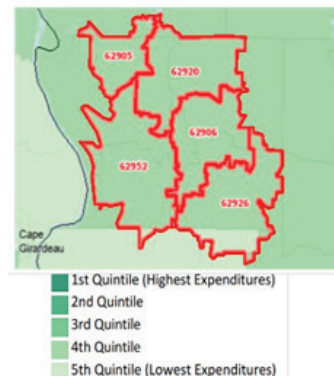 62905
62920
62906
62952
62926
Cape
Girardeau
1st Quintile (Highest Expenditures)
2nd Quintile
3rd Quintile
4th Quintile
5th Quintile (Lowest Expenditures)